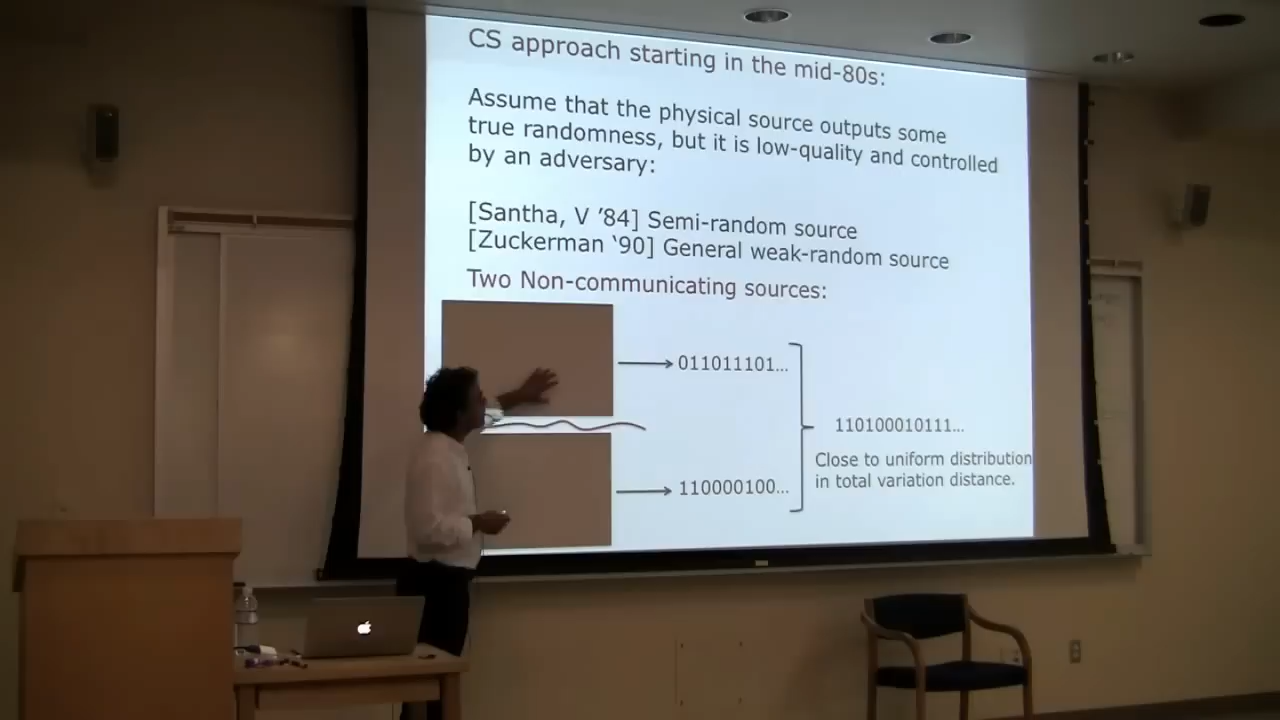 CS approach starting in the mid-80s:
Assume that the physical source outputs some
true randomness, but it is low-quality and controlled
by an adversary:
[Santha, V '84] Semi-random source
[Zuckerman '90] General weak-random source
Two Non-communicating sources:
011011101...
110100010111...
Close to uniform distribution
in total variation distance.
110000100...